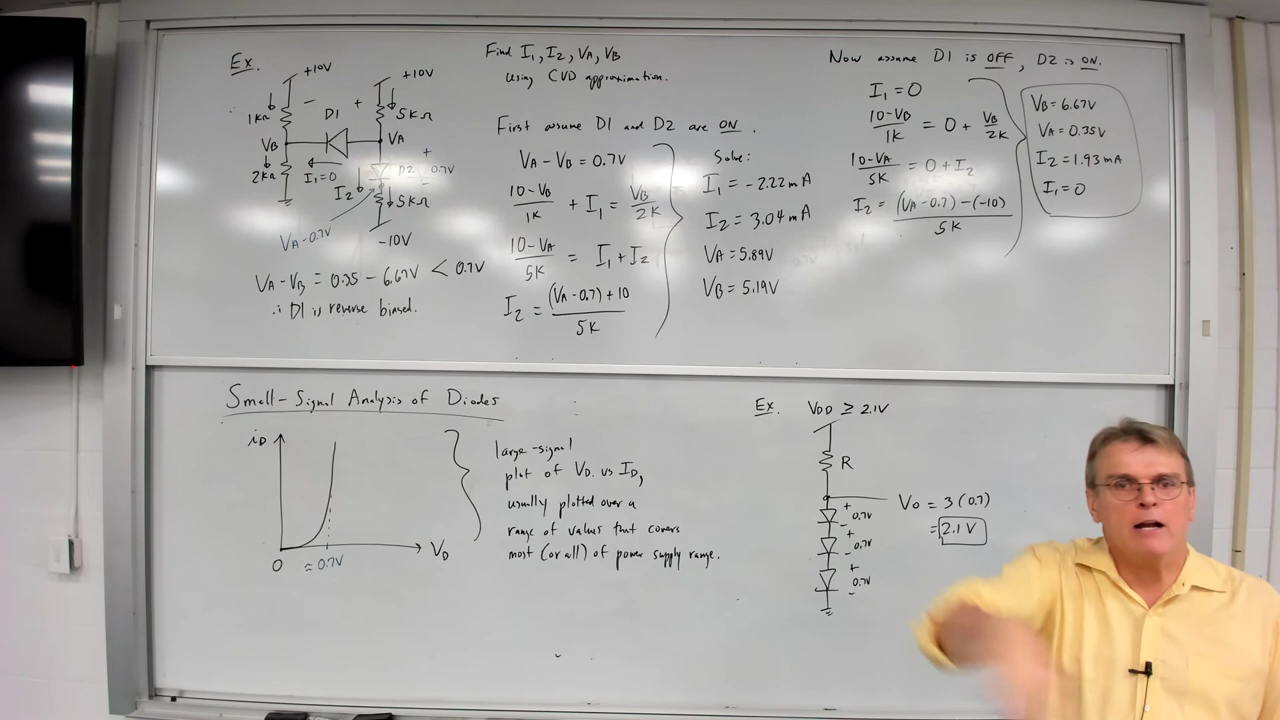 Ex.
+10V
+10V
1kΩ
D1
5kΩ
VB
VA
2kΩ
I1=0
I2
D2
0.7V
5kΩ
VA-0.7V
-10V
VA-VB = 0.35 - 6.67V < 0.7V
∴ D1 is reverse biased.
Find I1, I2, VA, VB
using CVD approximation.
First assume D1 and D2 are ON.
VA - VB = 0.7V
10-VB / 1K + I1 = VB / 2K
10-VA / 5K = I1 + I2
I2 = (VA-0.7)+10 / 5K
Solve:
I1 = -2.22mA
I2 = 3.04mA
VA = 5.89V
VB = 5.19V
Now assume D1 is OFF, D2 is ON.
I1 = 0
10-VB / 1K = 0 + VB / 2K
10-VA / 5K = 0 + I2
I2 = (VA-0.7)-(-10) / 5K
VB = 6.67V
VA = 0.35V
I2 = 1.93mA
I1 = 0
Small-Signal Analysis of Diodes
iD
VD
0
≈0.7V
large-signal
plot of VD vs ID,
usually plotted over a
range of values that covers
most (or all) of power supply range.
Ex.
VDD ≥ 2.1V
R
+ 0.7V -
+ 0.7V -
+ 0.7V -
Vo = 3(0.7)
= 2.1V